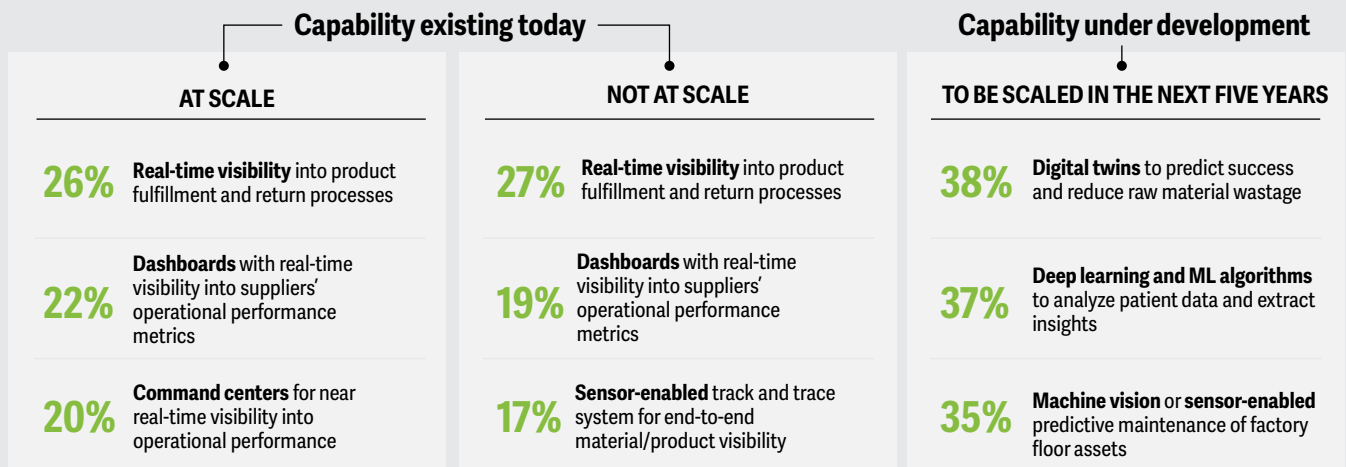 Capability existing today
Capability under development
AT SCALE
26%
Real-time visibility into product
fulfillment and return processes
22%
Dashboards with real-time
visibility into suppliers'
operational performance
metrics
20%
Command centers for near
real-time visibility into
operational performance
NOT AT SCALE
27%
Real-time visibility into product
fulfillment and return processes
19%
Dashboards with real-time
visibility into suppliers'
operational performance
metrics
17%
Sensor-enabled track and trace
system for end-to-end
material/product visibility
TO BE SCALED IN THE NEXT FIVE YEARS
38%
Digital twins to predict success
and reduce raw material wastage
37%
Deep learning and ML algorithms
to analyze patient data and extract
insights
35%
Machine vision or sensor-enabled
predictive maintenance of factory
floor assets